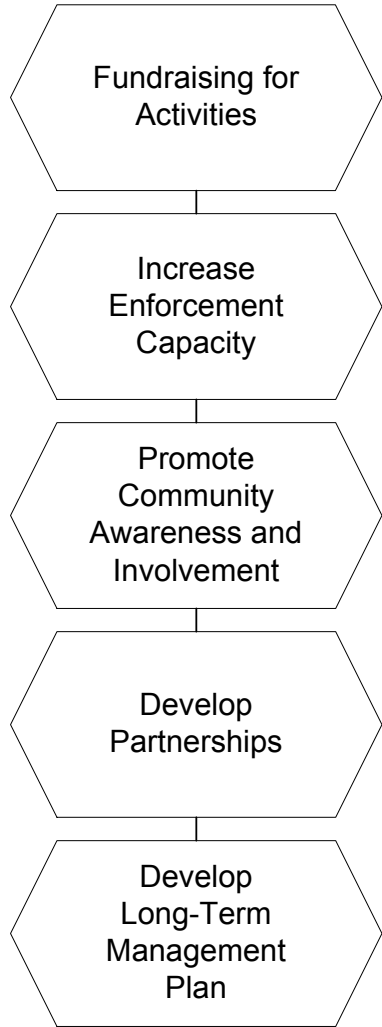 Fundraising for
Activities
Increase
Enforcement
Capacity
Promote
Community
Awareness and
Involvement
Develop
Partnerships
Develop
Long-Term
Management
Plan